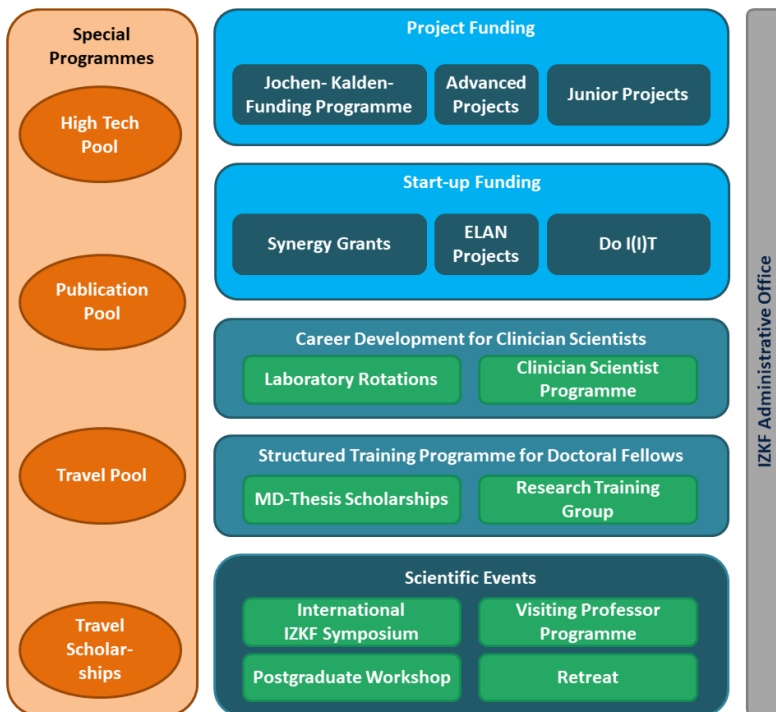 Special
Programmes
High Tech
Pool
Publication
Pool
Travel Pool
Travel
Scholar-
ships
Project Funding
Jochen- Kalden-
Funding Programme
Advanced
Projects
Junior Projects
Start-up Funding
Synergy Grants
ELAN
Projects
Do I(I)T
Career Development for Clinician Scientists
Laboratory Rotations
Clinician Scientist
Programme
Structured Training Programme for Doctoral Fellows
MD-Thesis Scholarships
Research Training
Group
Scientific Events
International
IZKF Symposium
Visiting Professor
Programme
Postgraduate Workshop
Retreat
IZKF Administrative Office